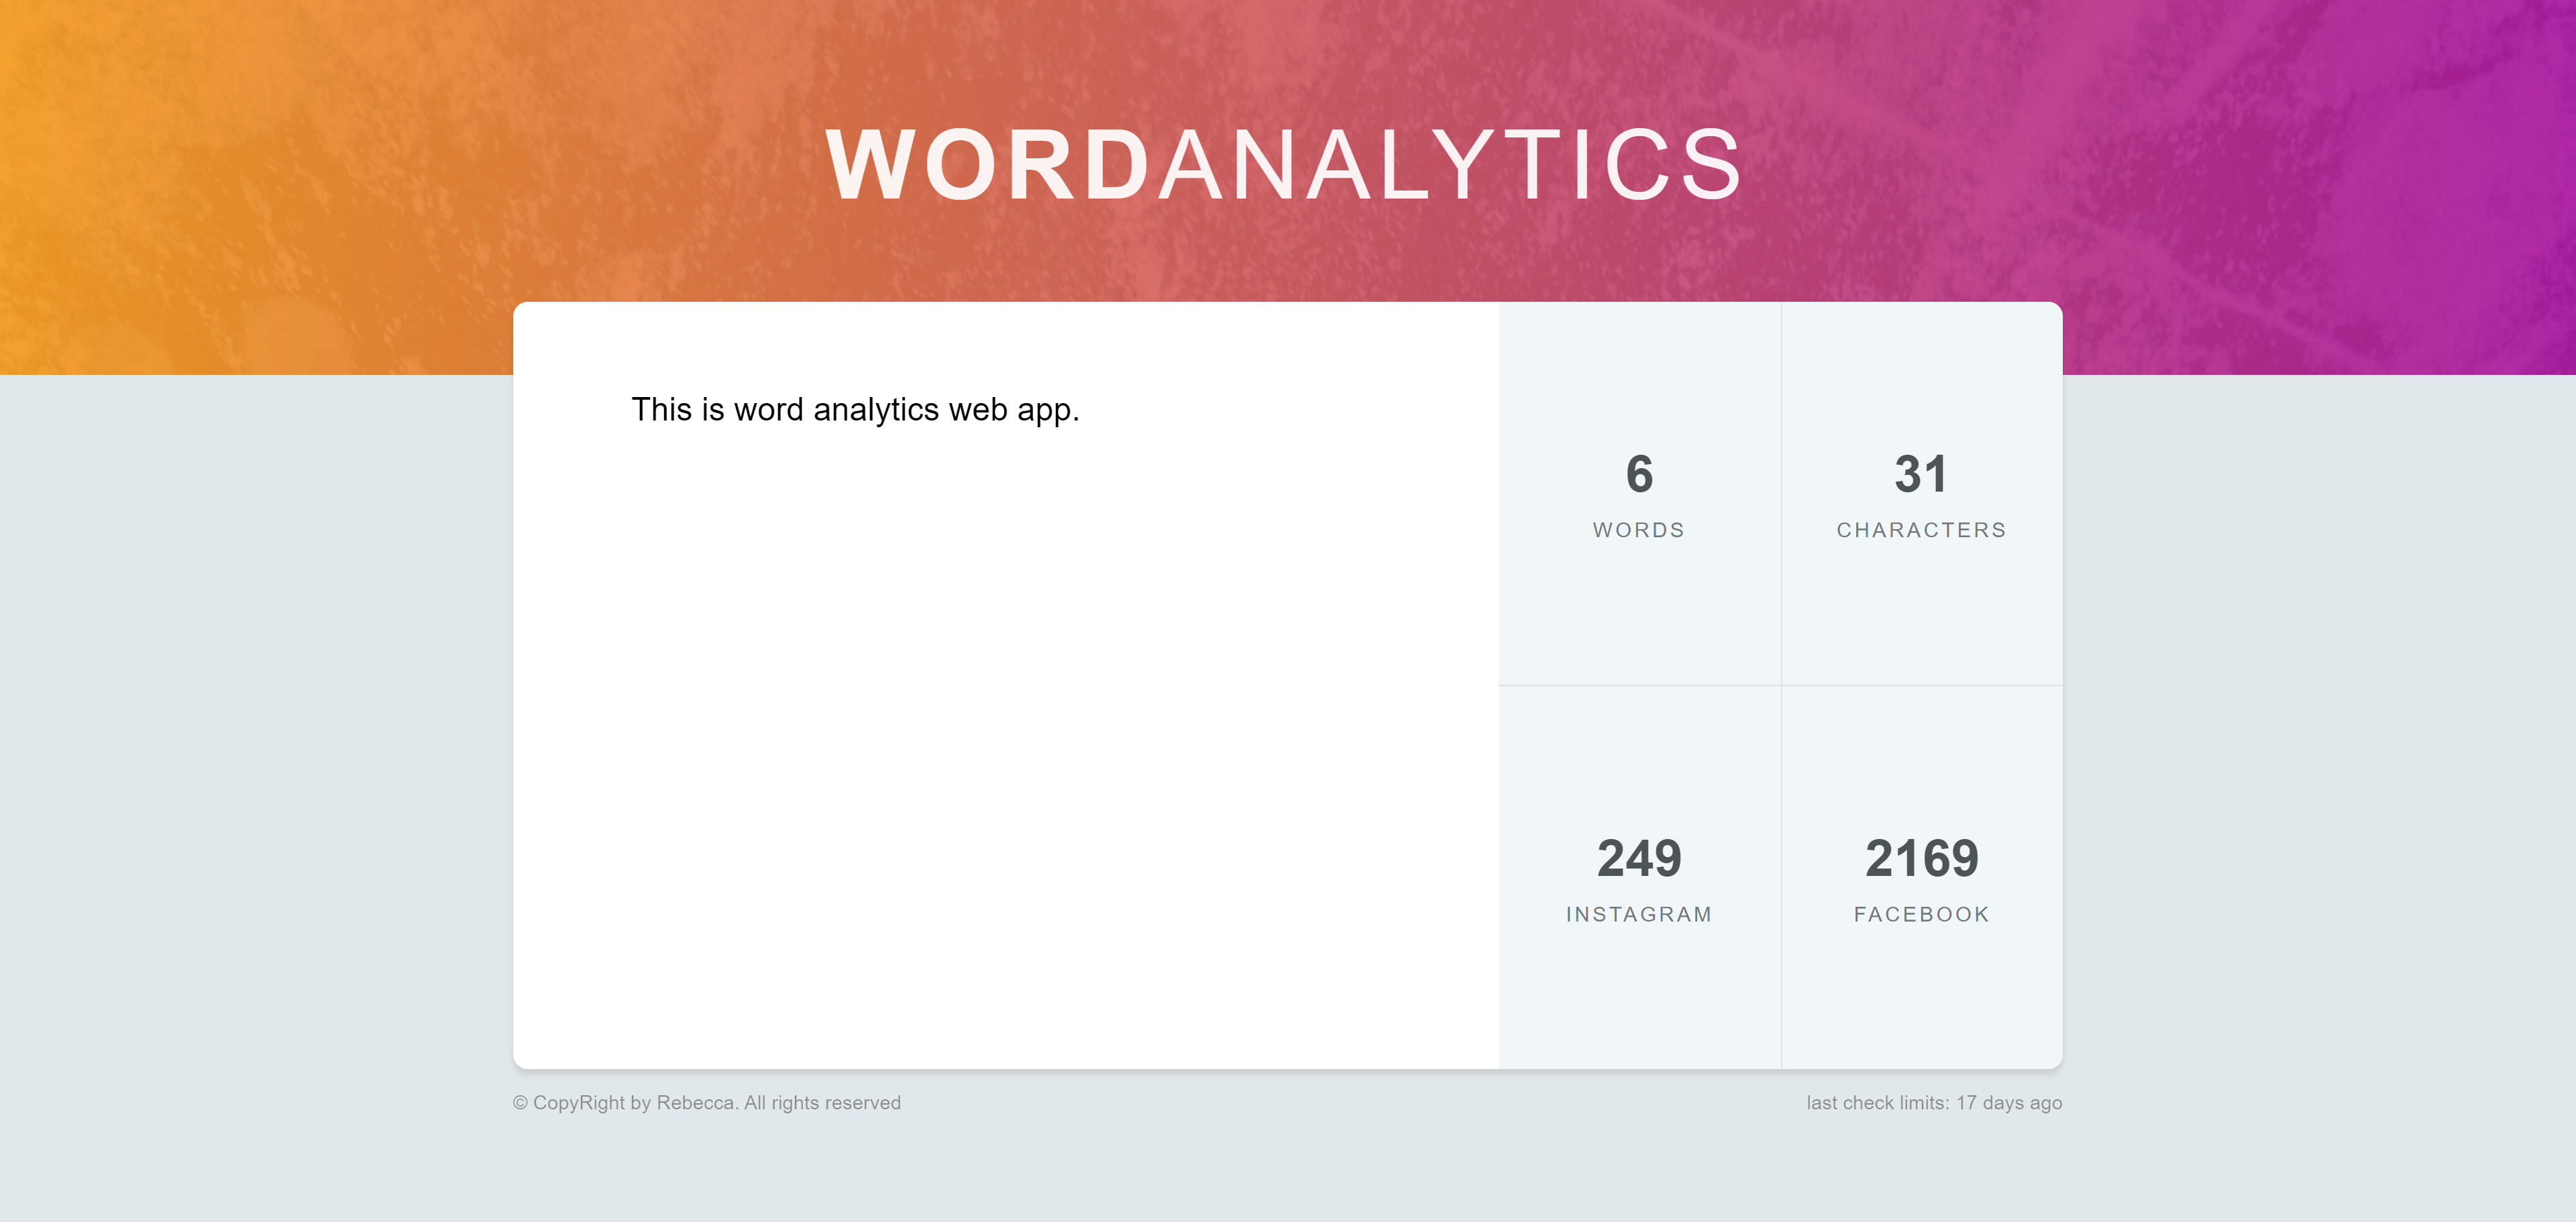 WORDANALYTICS
This is word analytics web app.
6
WORDS
31
CHARACTERS
249
INSTAGRAM
2169
FACEBOOK
© CopyRight by Rebecca. All rights reserved
last check limits: 17 days ago